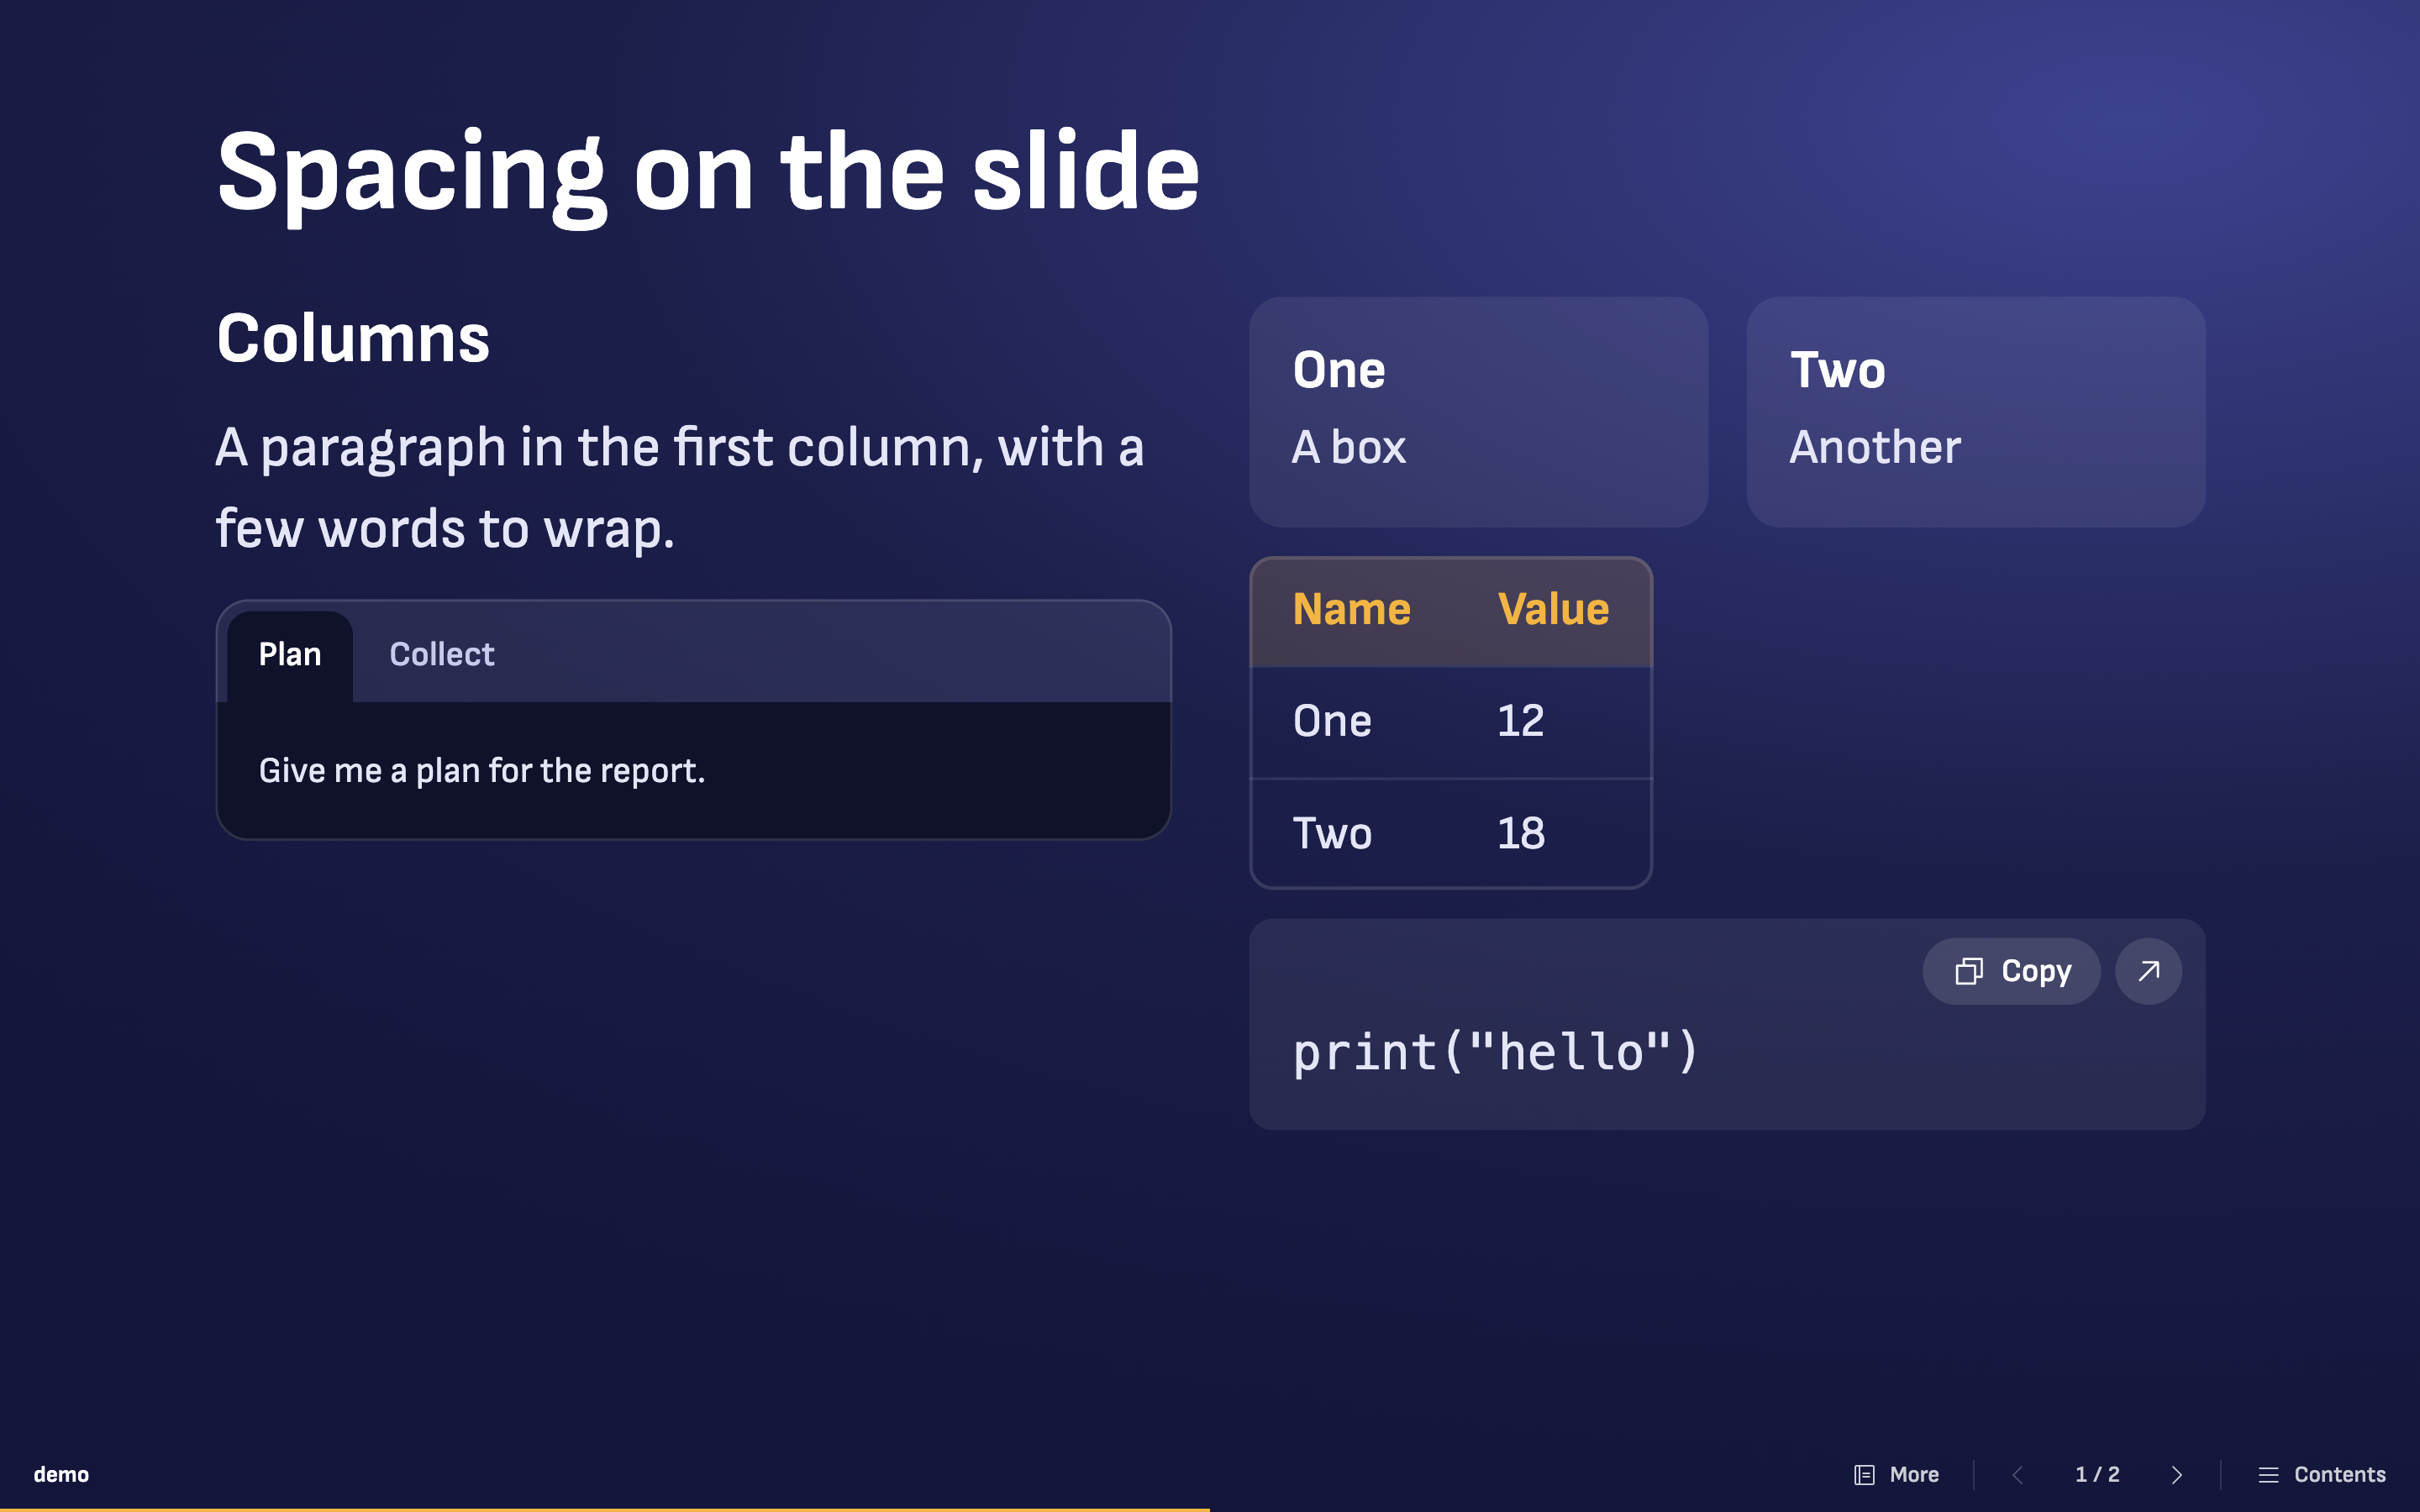 Spacing on the slide
Columns
A paragraph in the first column, with a
few words to wrap.
Plan Collect
Give me a plan for the report.
One
A box
Two
Another
Name Value
One 12
Two 18
Copy
print("hello")
demo
More
1 / 2
Contents